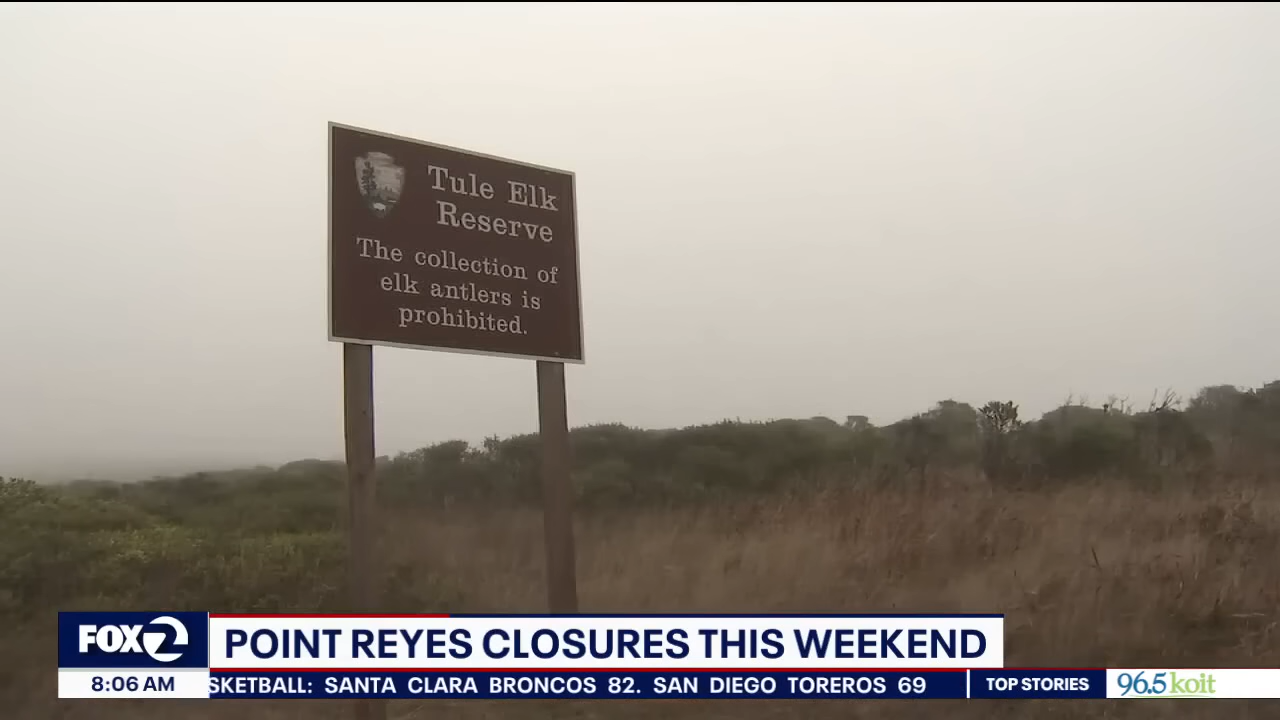 Tule Elk
Reserve
The collection of
elk antlers is
prohibited.
FOX 2
POINT REYES CLOSURES THIS WEEKEND
8:06 AM
SKETBALL: SANTA CLARA BRONCOS 82. SAN DIEGO TOREROS 69
TOP STORIES
96.5 koit